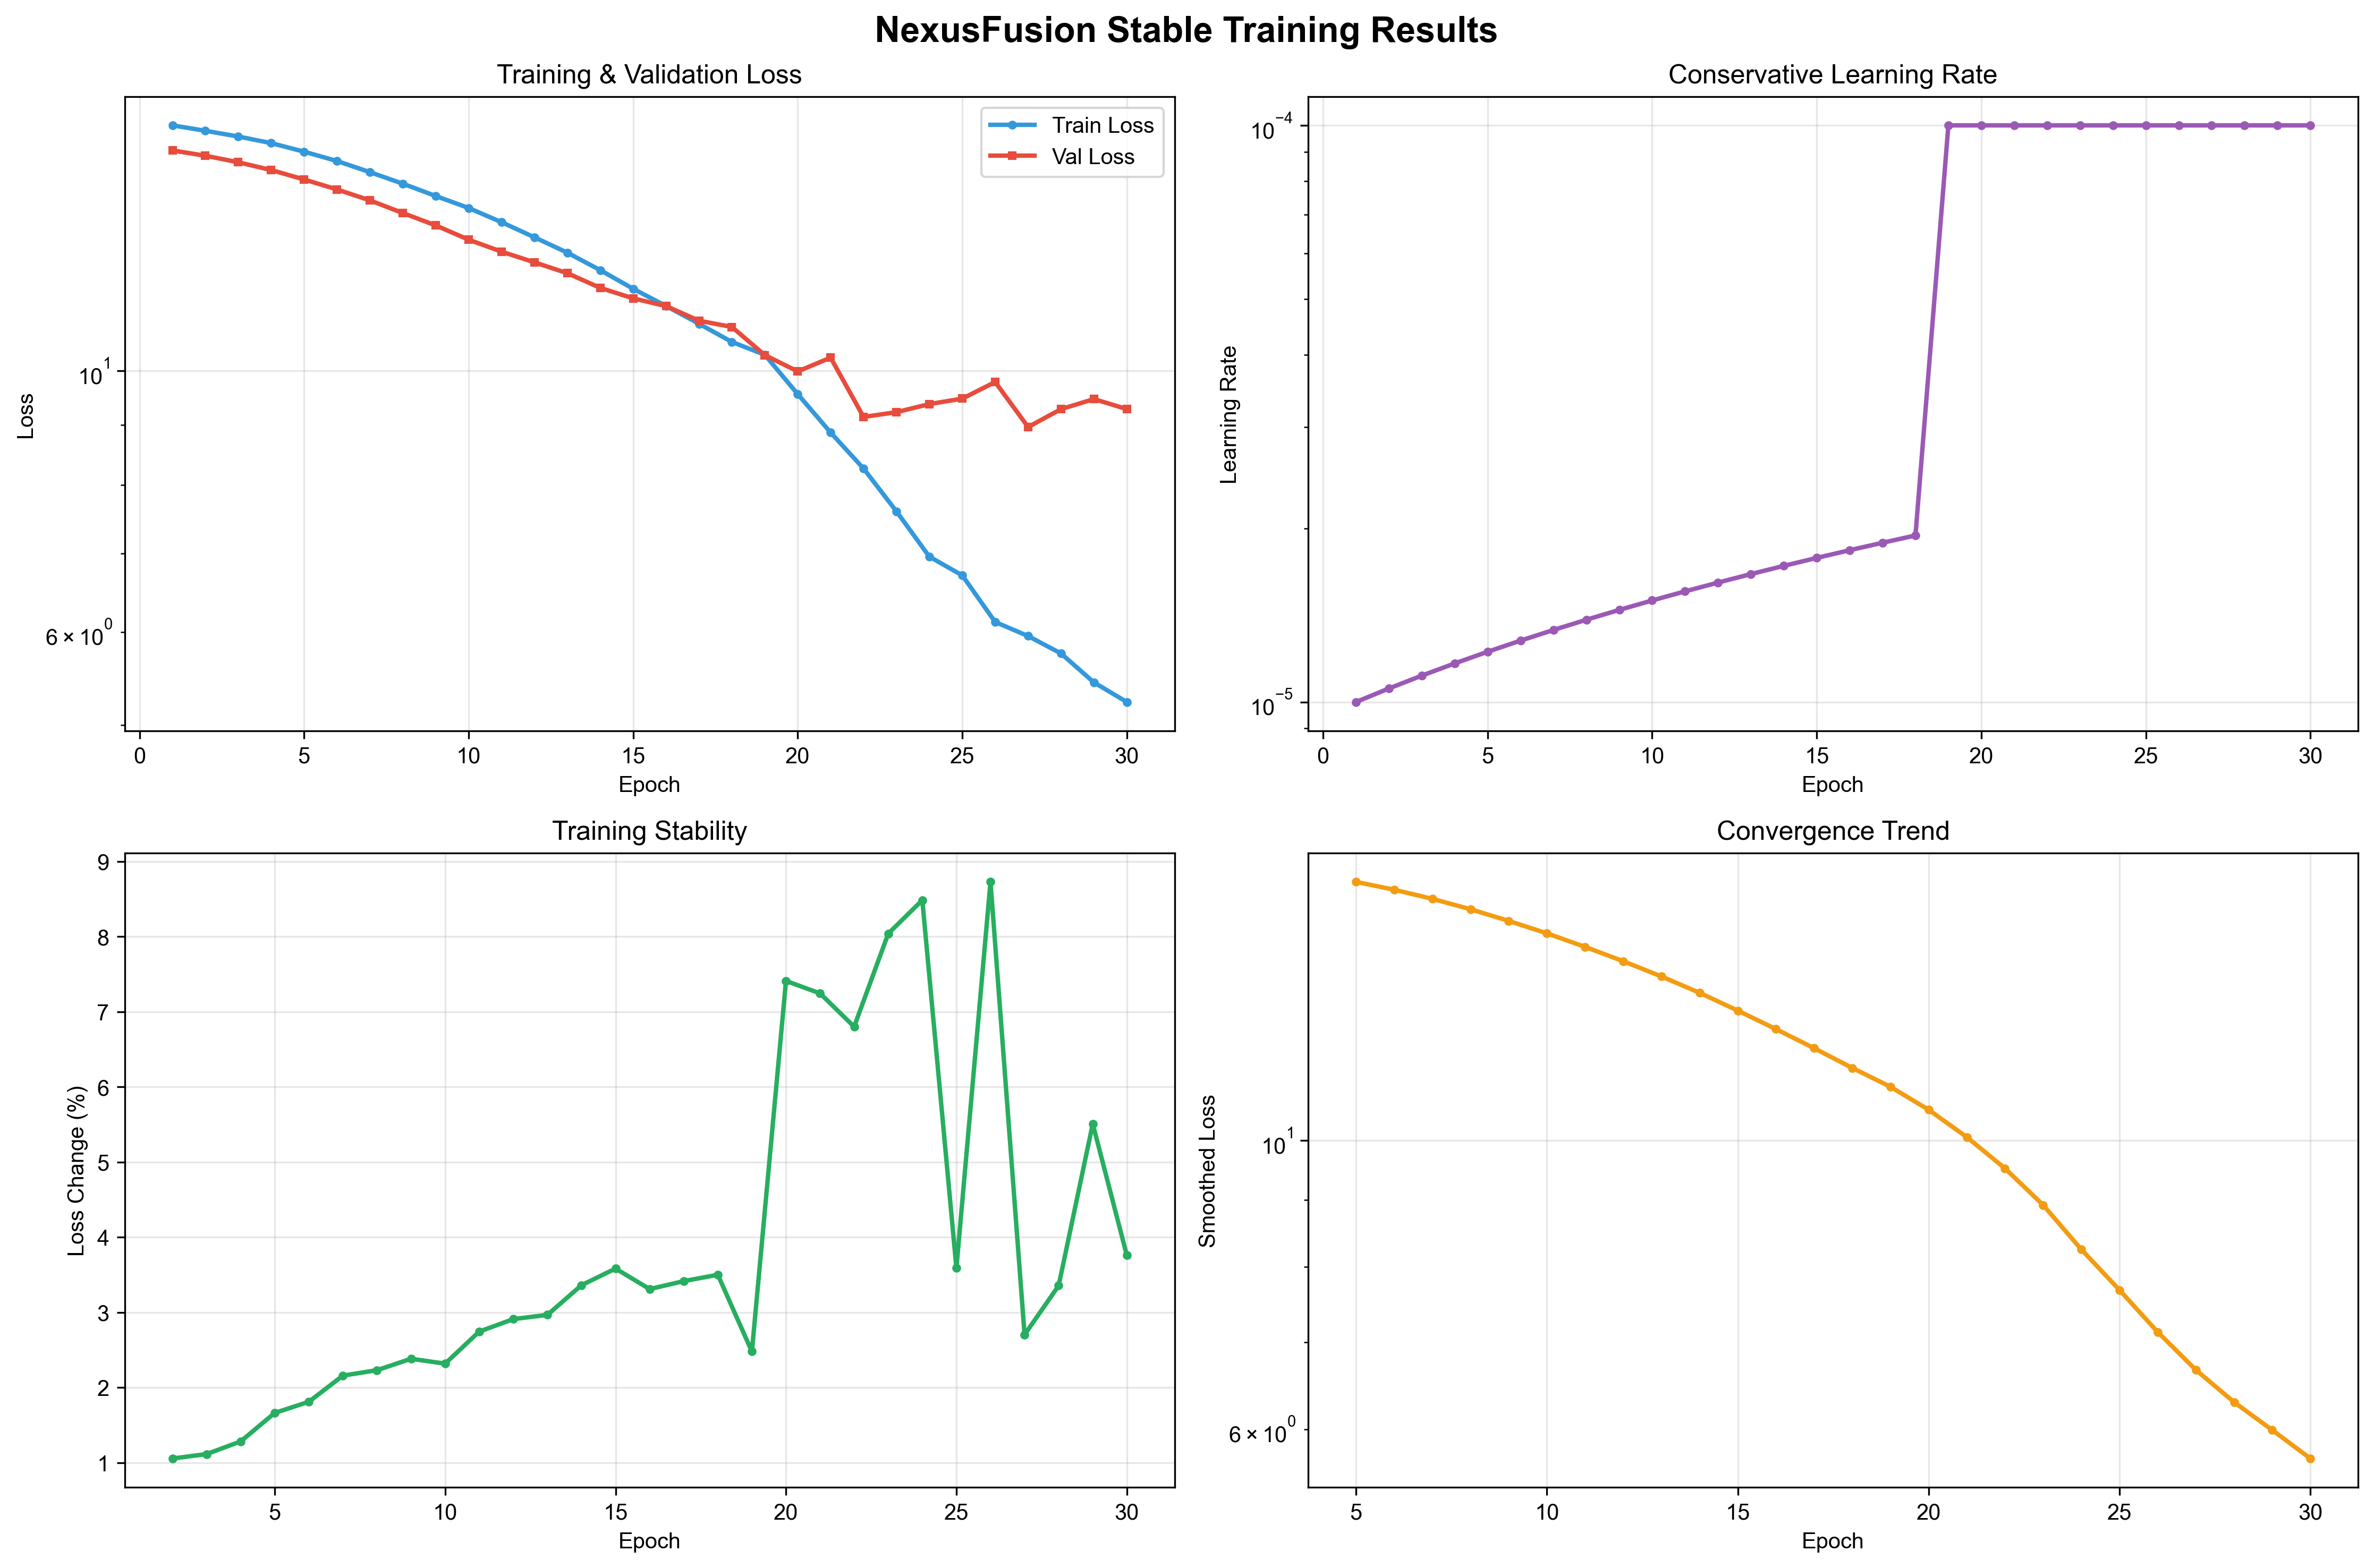 NexusFusion Stable Training Results
Training & Validation Loss
Train Loss
Val Loss
10^1
6 × 10^0
Loss
0 5 10 15 20 25 30
Epoch
Conservative Learning Rate
10^−4
10^−5
Learning Rate
0 5 10 15 20 25 30
Epoch
Training Stability
9
8
7
6
5
4
3
2
1
Loss Change (%)
5 10 15 20 25 30
Epoch
Convergence Trend
10^1
6 × 10^0
Smoothed Loss
5 10 15 20 25 30
Epoch